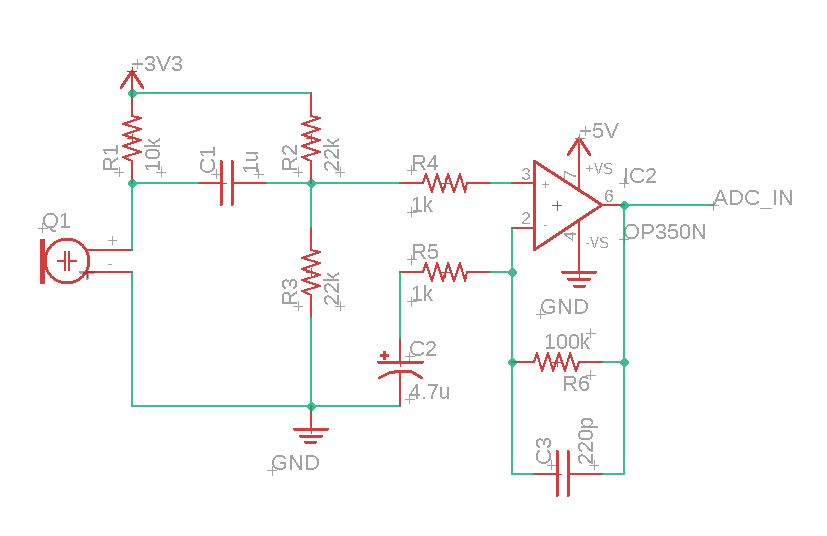 +3V3
R1
10k
C1
1u
R2
22k
R4
1k
+5V
3
+
7
+VS
IC2
6
ADC_IN
Q1
+
-
2
-
4
-VS
OP350N
R3
22k
R5
1k
GND
C2
4.7u
100k
R6
GND
C3
220p